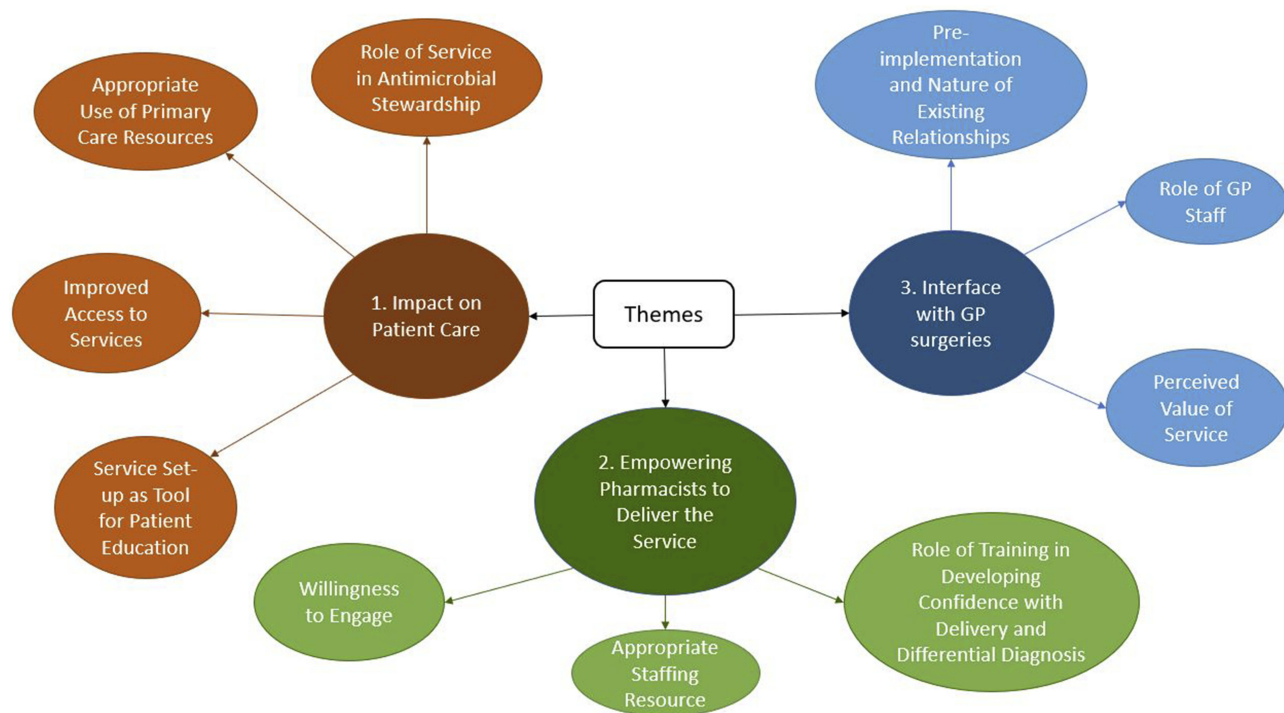 Role of Service
in Antimicrobial
Stewardship
Appropriate
Use of Primary
Care Resources
Improved
Access to
Services
Service Set-
up as Tool
for Patient
Education
1. Impact on
Patient Care
Themes
2. Empowering
Pharmacists to
Deliver the
Service
Willingness
to Engage
Appropriate
Staffing
Resource
Role of Training in
Developing
Confidence with
Delivery and
Differential Diagnosis
3. Interface
with GP
surgeries
Pre-
implementation
and Nature of
Existing
Relationships
Role of GP
Staff
Perceived
Value of
Service